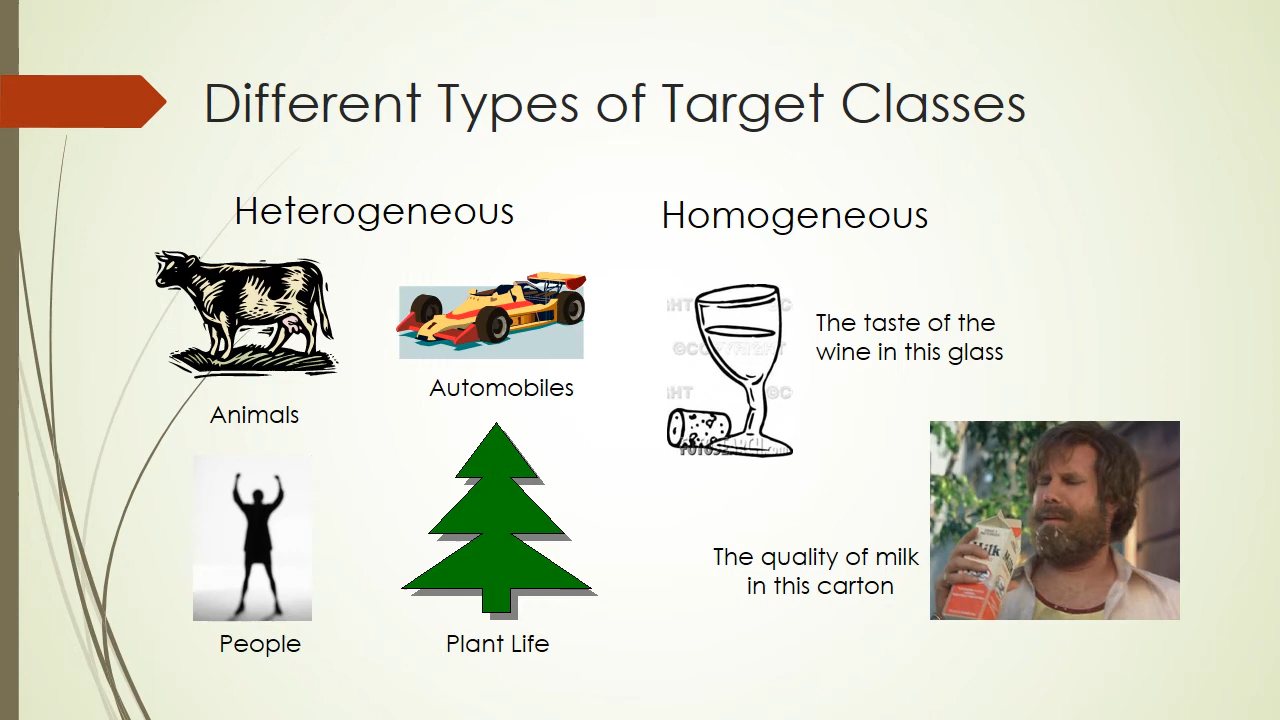 Different Types of Target Classes
Heterogeneous
Animals
Automobiles
People
Plant Life
Homogeneous
The taste of the
wine in this glass
The quality of milk
in this carton
Milk